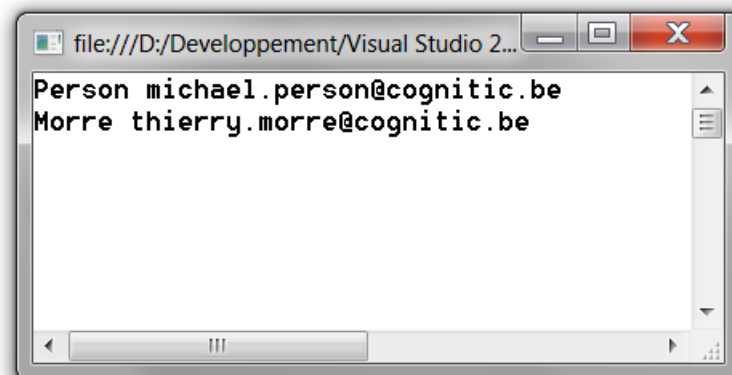 file:///D:/Developpement/Visual Studio 2...
Person michael.person@cognitic.be
Morre thierry.morre@cognitic.be